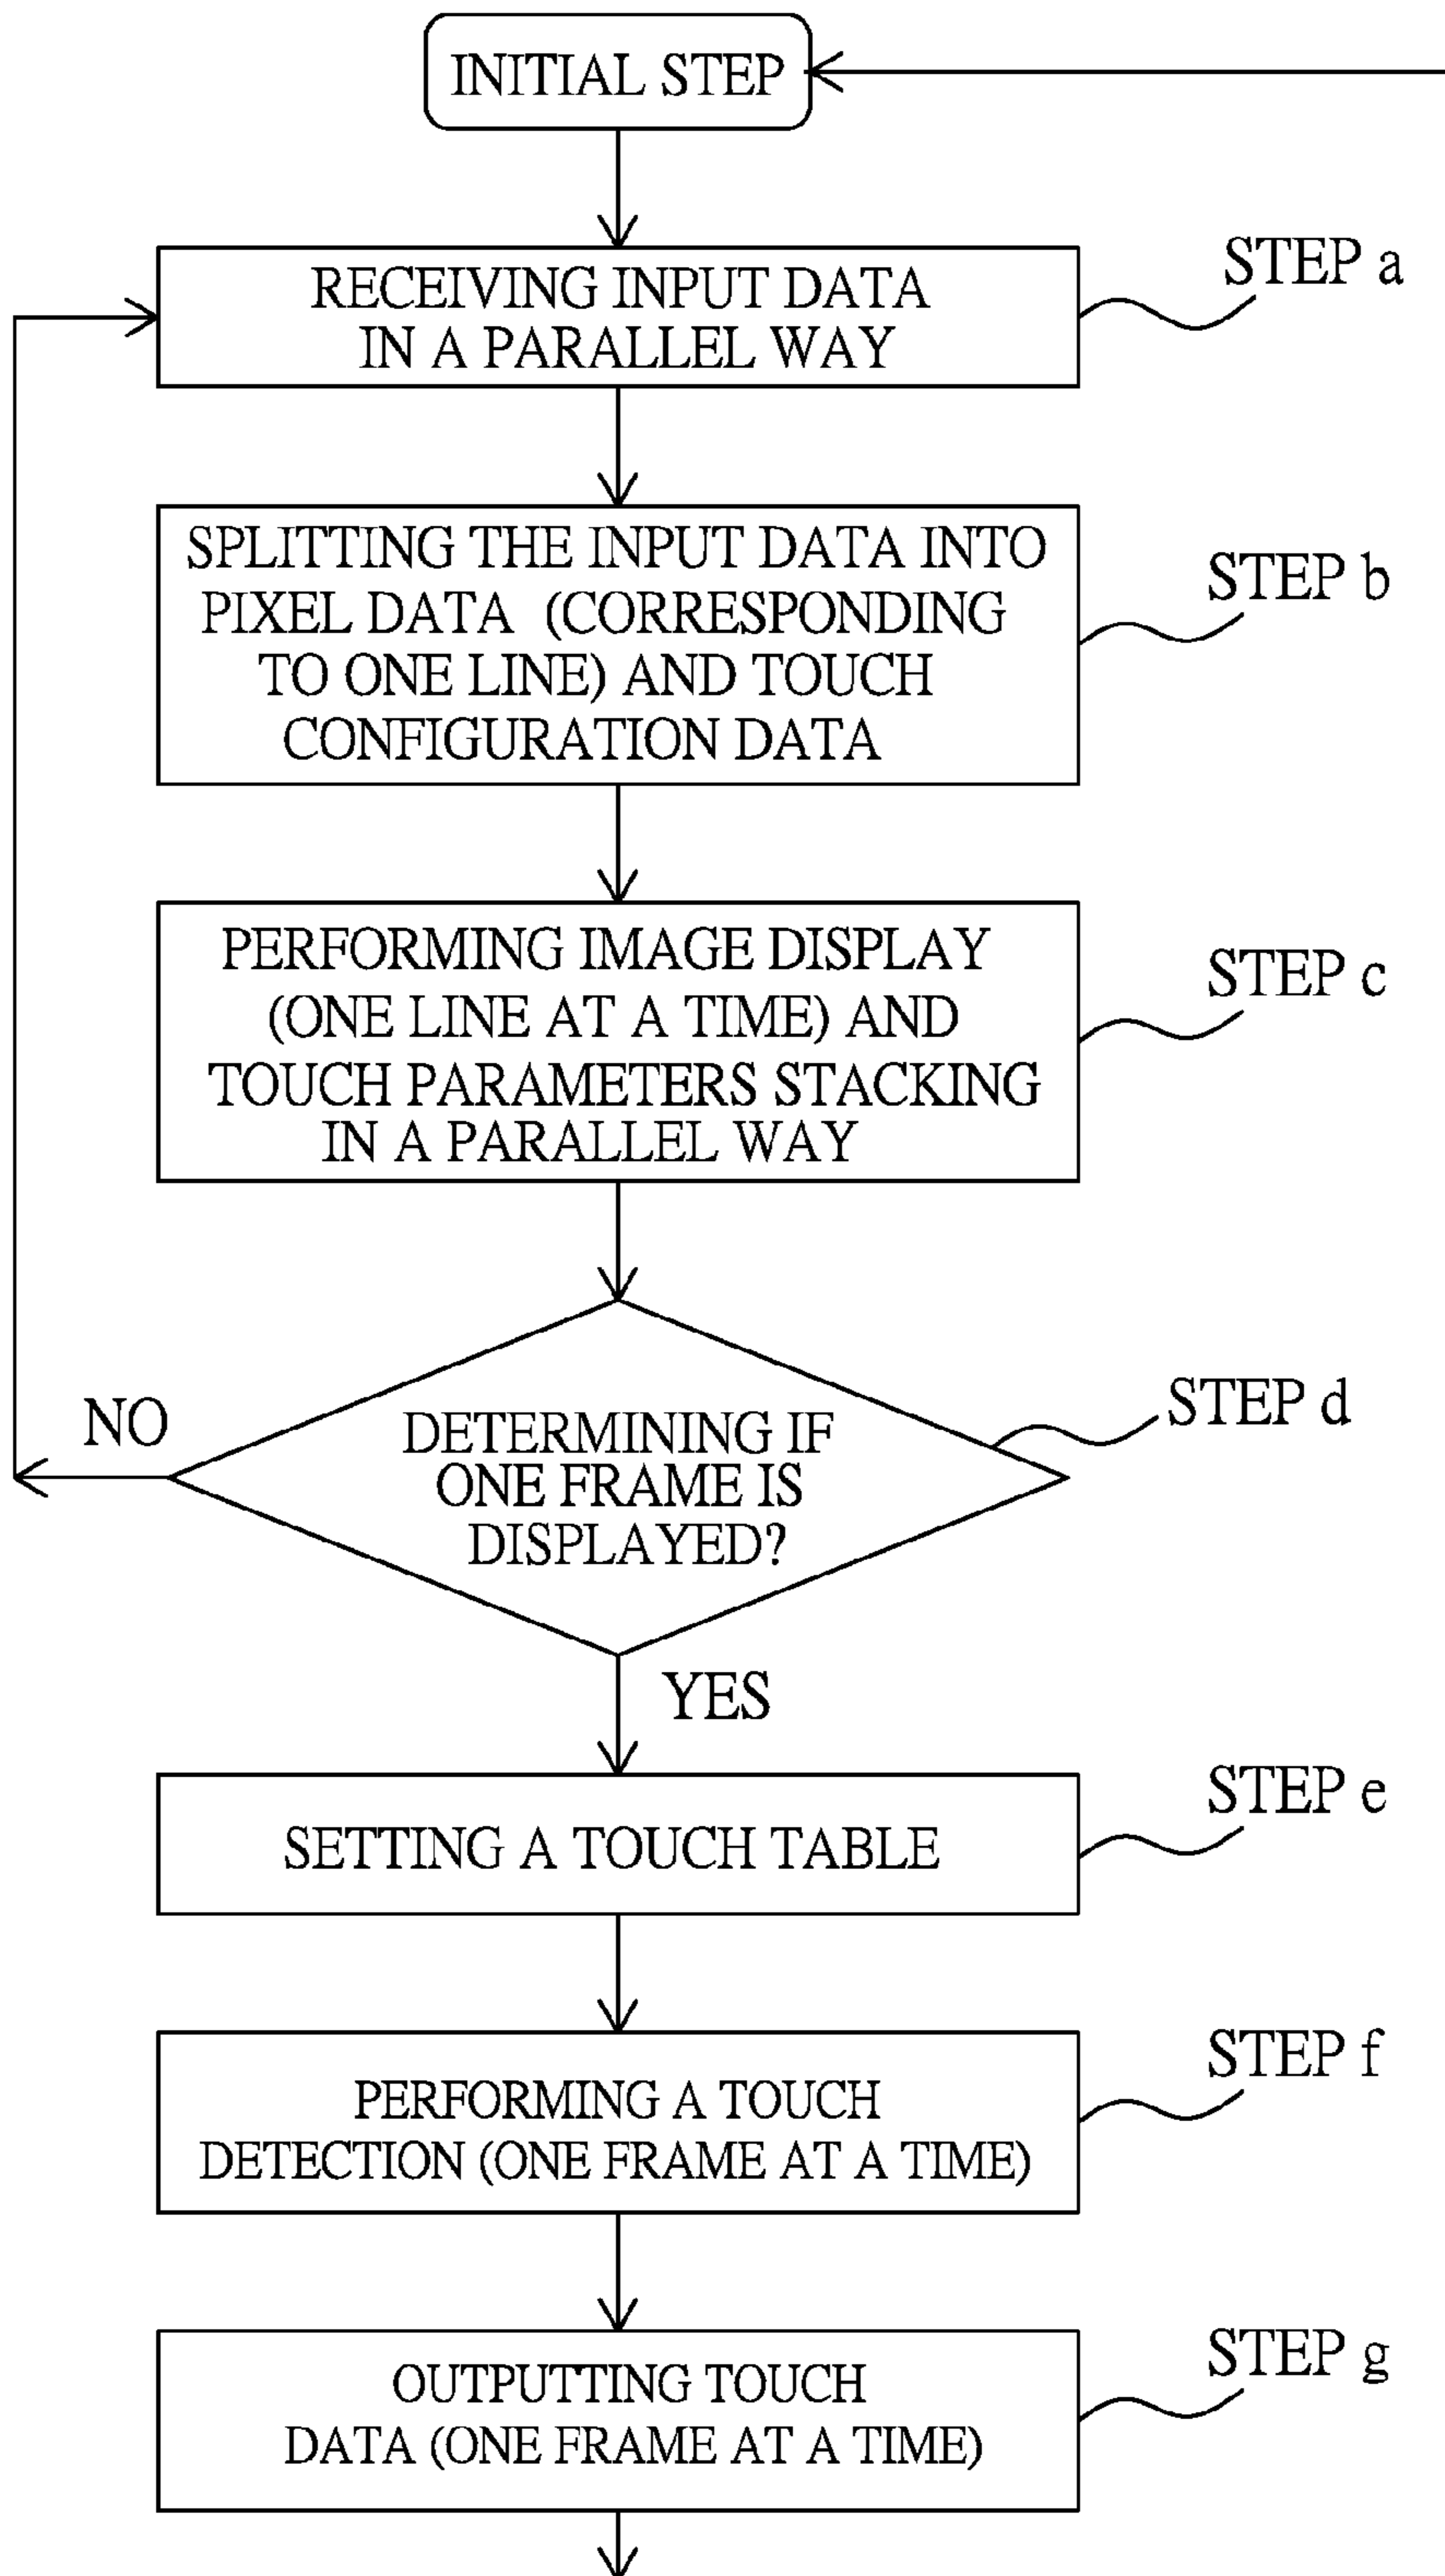 INITIAL STEP
RECEIVING INPUT DATA
IN A PARALLEL WAY
STEP a
SPLITTING THE INPUT DATA INTO
PIXEL DATA (CORRESPONDING
TO ONE LINE) AND TOUCH
CONFIGURATION DATA
STEP b
PERFORMING IMAGE DISPLAY
(ONE LINE AT A TIME) AND
TOUCH PARAMETERS STACKING
IN A PARALLEL WAY
STEP c
NO
DETERMINING IF
ONE FRAME IS
DISPLAYED?
STEP d
YES
SETTING A TOUCH TABLE
STEP e
PERFORMING A TOUCH
DETECTION (ONE FRAME AT A TIME)
STEP f
OUTPUTTING TOUCH
DATA (ONE FRAME AT A TIME)
STEP g